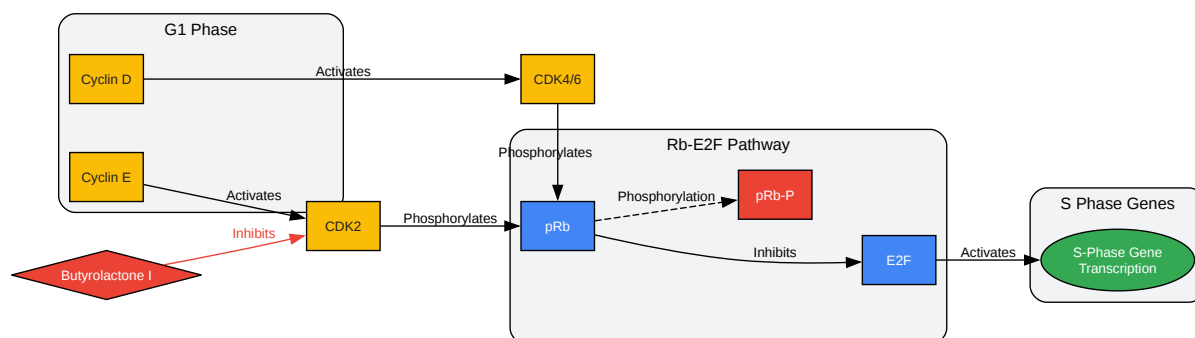 G1 Phase
Cyclin D
Activates
CDK4/6
Phosphorylates
Rb-E2F Pathway
Cyclin E
Activates
Phosphorylation
pRb-P
Inhibits
CDK2
Phosphorylates
pRb
Inhibits
E2F
Activates
S Phase Genes
S-Phase Gene
Transcription
Butyrolactone I